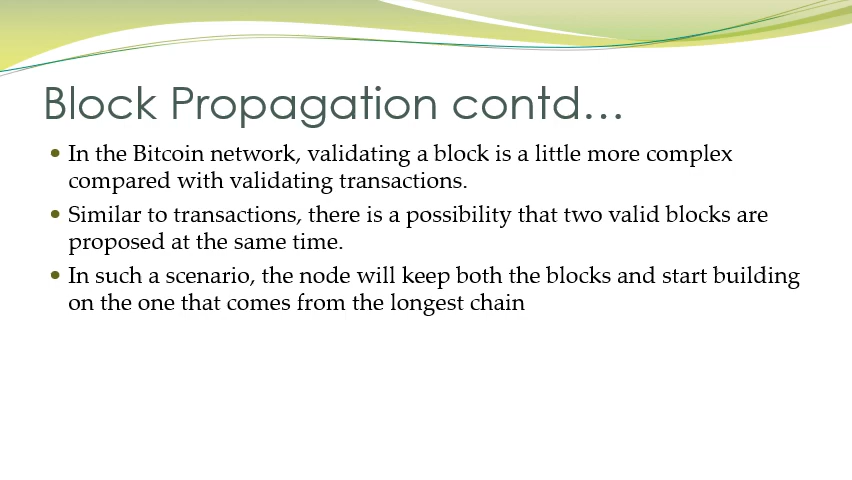 Block Propagation contd…
• In the Bitcoin network, validating a block is a little more complex
compared with validating transactions.
• Similar to transactions, there is a possibility that two valid blocks are
proposed at the same time.
• In such a scenario, the node will keep both the blocks and start building
on the one that comes from the longest chain